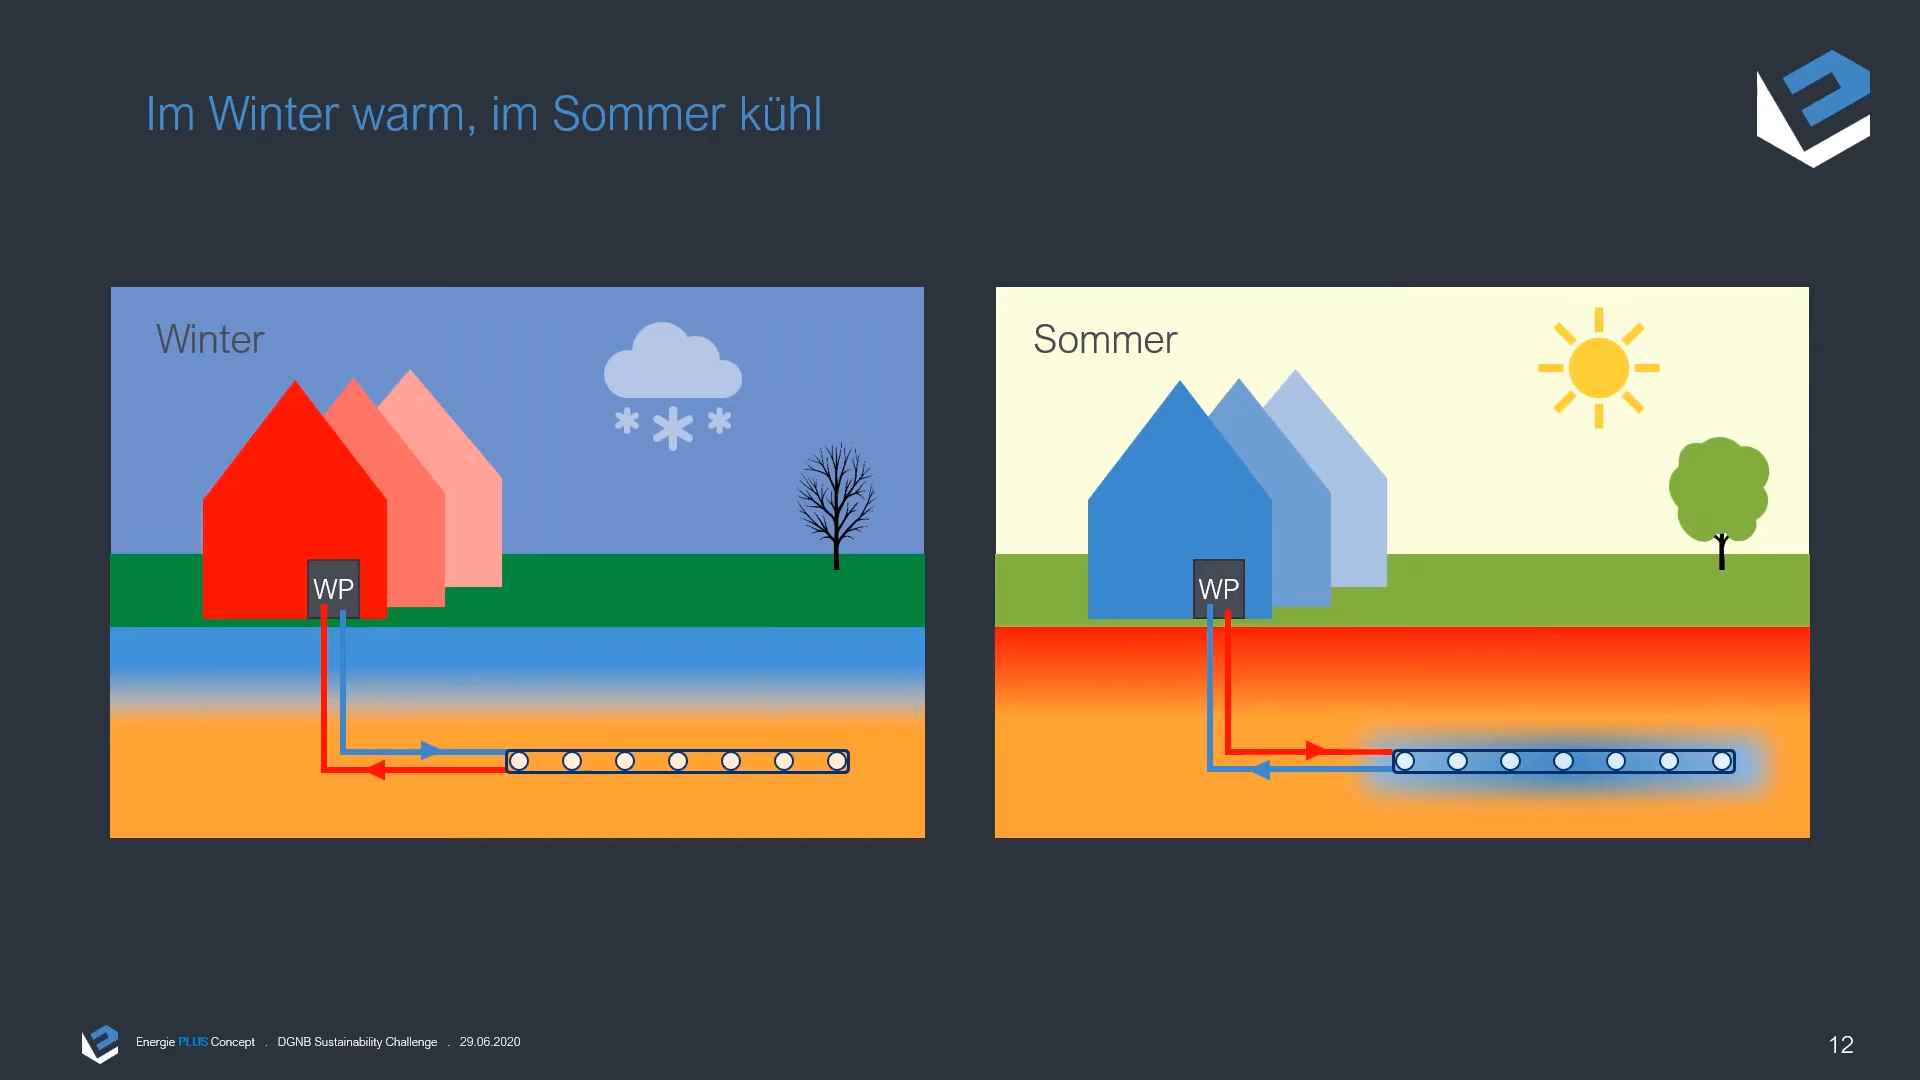 Im Winter warm, im Sommer kühl
Winter
WP
Sommer
WP
Energie PLUS Concept . DGNB Sustainability Challenge . 29.06.2020
12